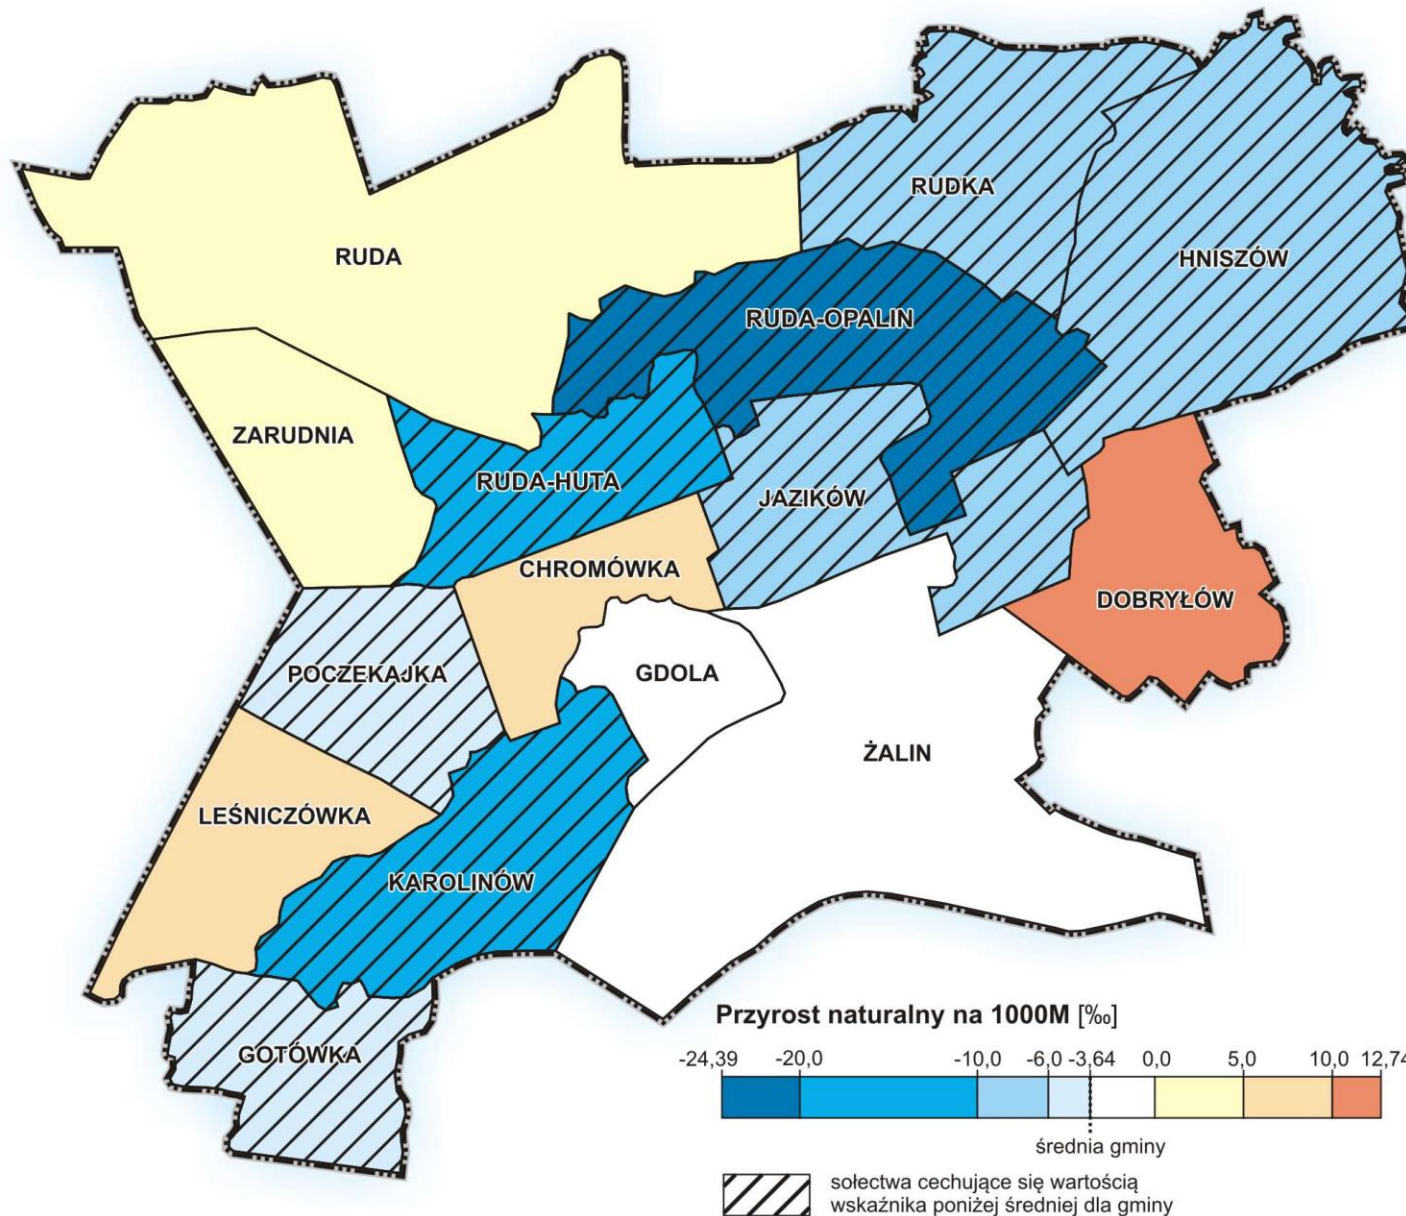 RUDKA
RUDA
HNISZÓW
RUDA-OPALIN
ZARUDNIA
RUDA-HUTA
JAZIKÓW
CHROMÓWKA
DOBRYŁÓW
POCZEKAJKA
GDOLA
ŻALIN
LEŚNICZÓWKA
KAROLINÓW
GOTÓWKA
Przyrost naturalny na 1000M [‰]
-24,39 -20,0 -10,0 -6,0 -3,64 0,0 5,0 10,0 12,74
średnia gminy
sołectwa cechujące się wartością
wskaźnika poniżej średniej dla gminy